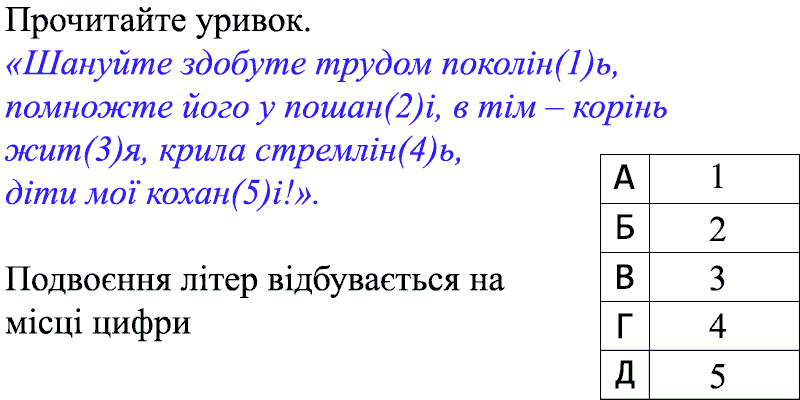 Прочитайте уривок.
«Шануйте здобуте трудом поколін(1)ь,
помножте його у пошан(2)і, в тім – корінь
жит(3)я, крила стремлін(4)ь,
діти мої кохан(5)і!».
Подвоєння літер відбувається на
місці цифри
А 1
Б 2
В 3
Г 4
Д 5